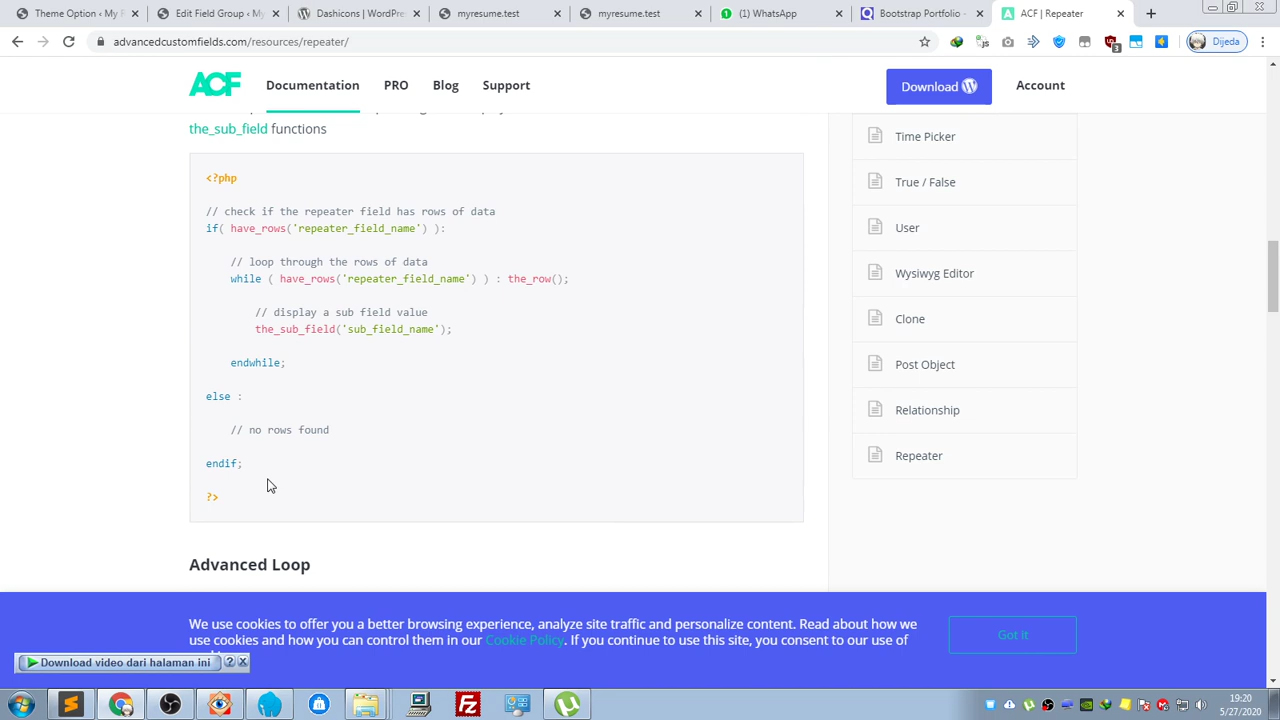 Theme Option ‹ My F
Edit Field Group ‹ My
Dashicons | WordPre
myresume.test
myresume.test
(1) WhatsApp
Bootstrap Portfolio -
ACF | Repeater
advancedcustomfields.com/resources/repeater/
3
Dijeda
ACF
Documentation
PRO
Blog
Support
Download
Account
the_sub_field functions
<?php
// check if the repeater field has rows of data
if( have_rows('repeater_field_name') ):
// loop through the rows of data
while ( have_rows('repeater_field_name') ) : the_row();
// display a sub field value
the_sub_field('sub_field_name');
endwhile;
else :
// no rows found
endif;
?>
Advanced Loop
Time Picker
True / False
User
Wysiwyg Editor
Clone
Post Object
Relationship
Repeater
We use cookies to offer you a better browsing experience, analyze site traffic and personalize content. Read about how we
use cookies and how you can control them in our Cookie Policy. If you continue to use this site, you consent to our use of
Got it
Download video dari halaman ini ? X
19:20
5/27/2020